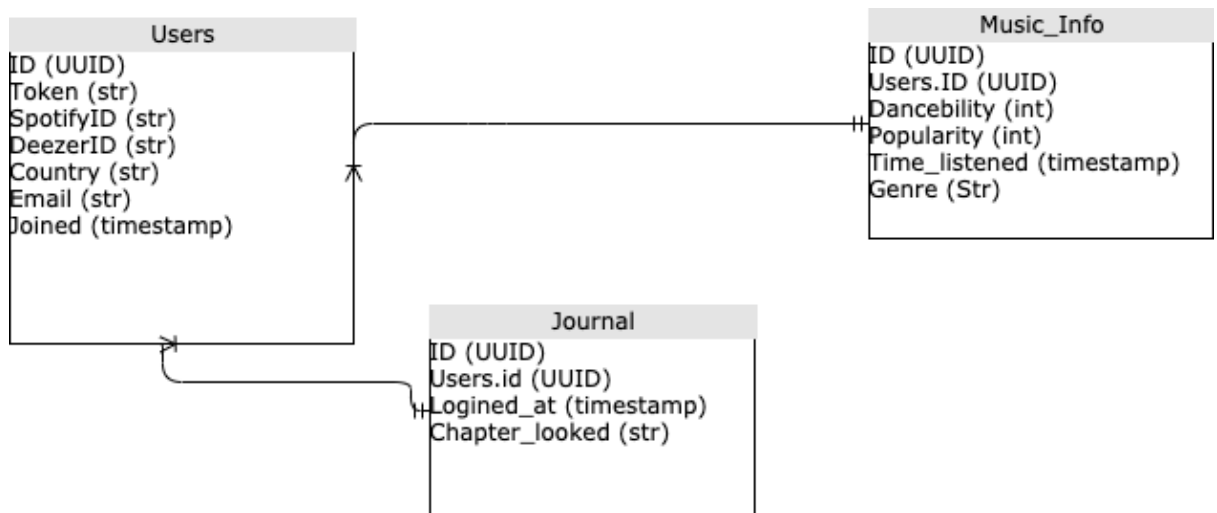 Users
ID (UUID)
Token (str)
SpotifyID (str)
DeezerID (str)
Country (str)
Email (str)
Joined (timestamp)
Music_Info
ID (UUID)
Users.ID (UUID)
Dancebility (int)
Popularity (int)
Time_listened (timestamp)
Genre (Str)
Journal
ID (UUID)
Users.id (UUID)
Logined_at (timestamp)
Chapter_looked (str)